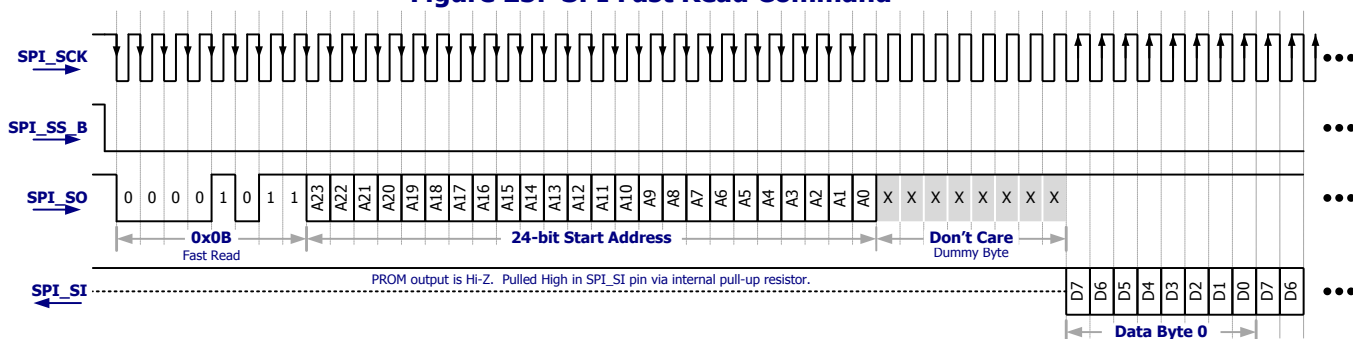 Figure 25: SPI Fast Read Command
SPI_SCK
SPI_SS_B
SPI_SO
0 0 0 0 1 0 1 1 A23 A22 A21 A20 A19 A18 A17 A16 A15 A14 A13 A12 A11 A10 A9 A8 A7 A6 A5 A4 A3 A2 A1 A0 X X X X X X X X
0x0B
Fast Read
24-bit Start Address
Don't Care
Dummy Byte
PROM output is Hi-Z. Pulled High in SPI_SI pin via internal pull-up resistor.
SPI_SI
D7 D6 D5 D4 D3 D2 D1 D0 D7 D6
Data Byte 0